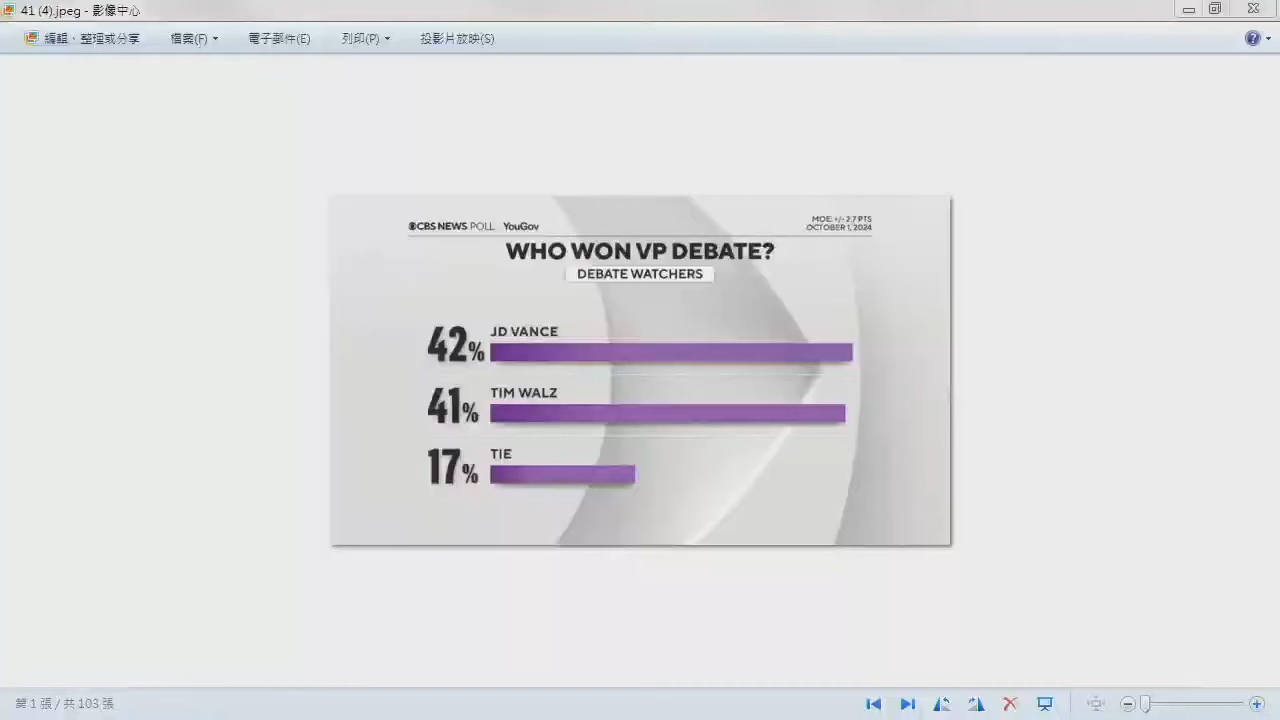 41 (4).jpeg - 影像中心
編輯、整理或分享 檔案(F) 電子郵件(E) 列印(P) 投影片放映(S)
CBS NEWS POLL YouGov
MOE: +/- 2.7 PTS
OCTOBER 1, 2024
WHO WON VP DEBATE?
DEBATE WATCHERS
JD VANCE
42%
TIM WALZ
41%
TIE
17%
第 1 張 / 共 103 張